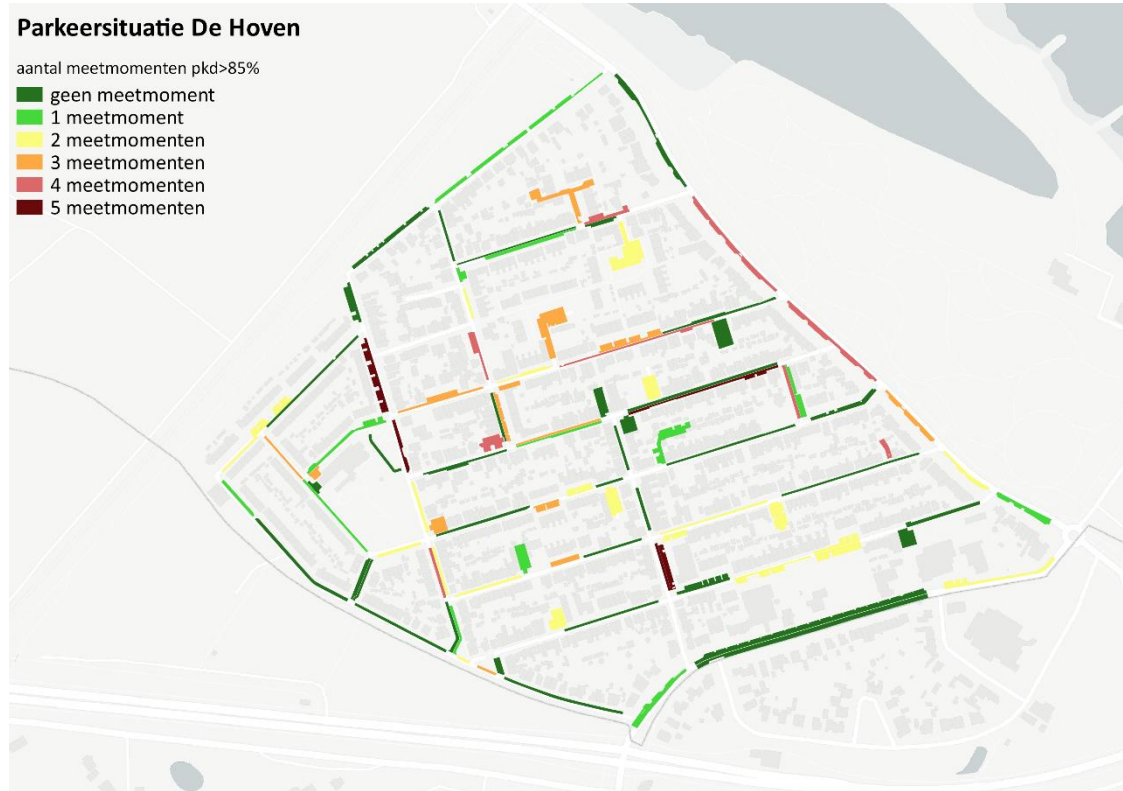 Parkeersituatie De Hoven
aantal meetmomenten pkd>85%
geen meetmoment
1 meetmoment
2 meetmomenten
3 meetmomenten
4 meetmomenten
5 meetmomenten